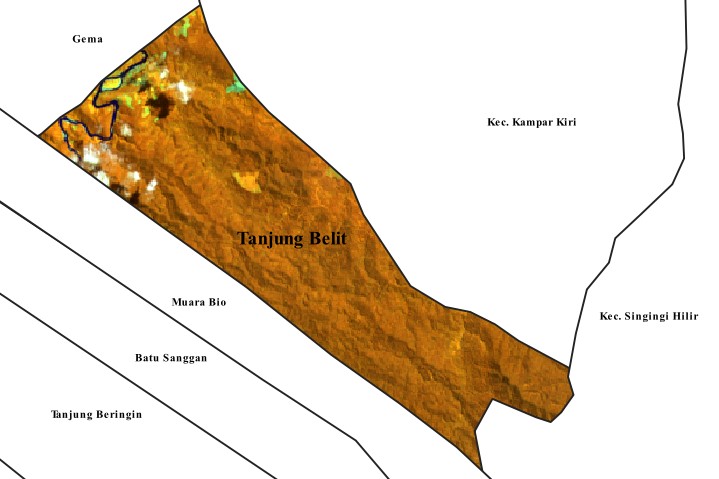 Gema
Kec. Kampar Kiri
Tanjung Belit
Muara Bio
Kec. Singingi Hilir
Batu Sanggan
Tanjung Beringin